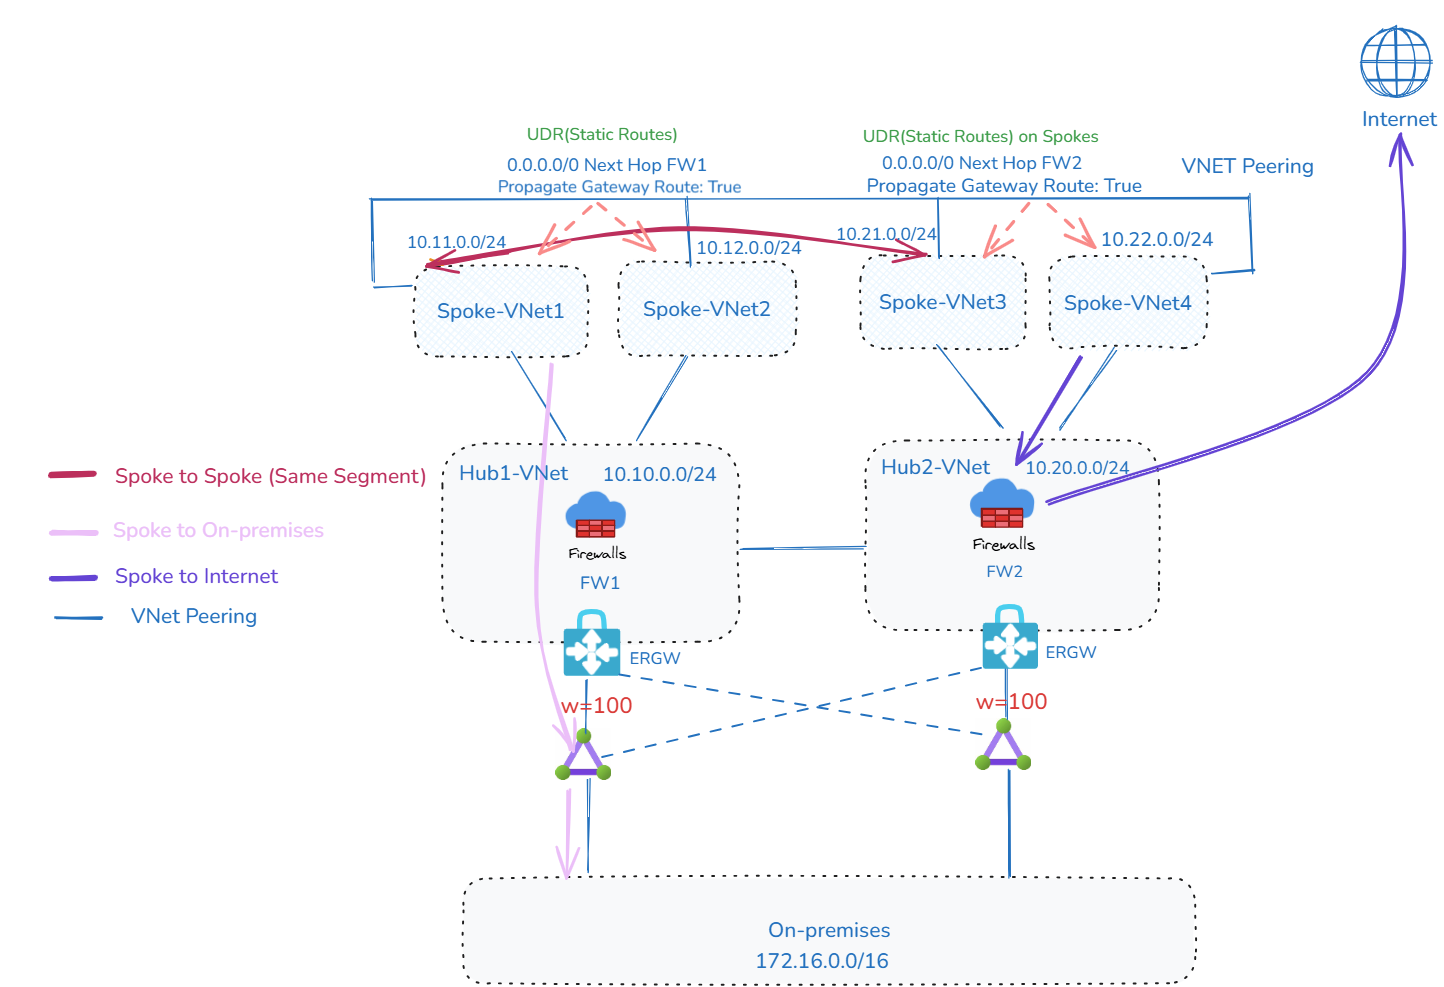 Internet
UDR(Static Routes)
0.0.0.0/0 Next Hop FW1
Propagate Gateway Route: True
UDR(Static Routes) on Spokes
0.0.0.0/0 Next Hop FW2
Propagate Gateway Route: True
VNET Peering
10.11.0.0/24
10.12.0.0/24
10.21.0.0/24
10.22.0.0/24
Spoke-VNet1
Spoke-VNet2
Spoke-VNet3
Spoke-VNet4
Spoke to Spoke (Same Segment)
Spoke to On-premises
Spoke to Internet
VNet Peering
Hub1-VNet
10.10.0.0/24
Firewalls
FW1
ERGW
w=100
Hub2-VNet
10.20.0.0/24
Firewalls
FW2
ERGW
w=100
On-premises
172.16.0.0/16